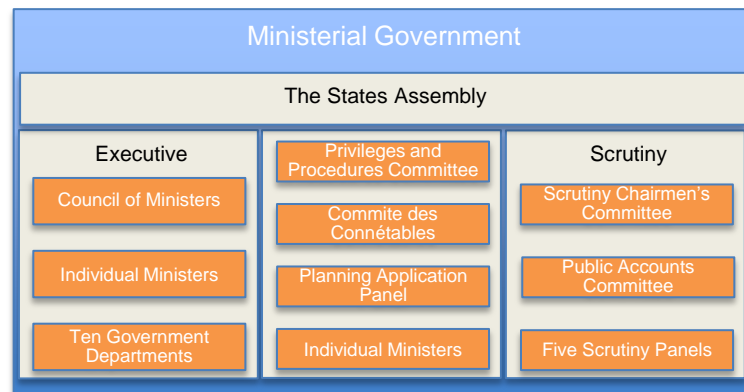 Ministerial Government
The States Assembly
Executive
Council of Ministers
Individual Ministers
Ten Government
Departments
Privileges and
Procedures Committee
Commite des
Connétables
Planning Application
Panel
Individual Ministers
Scrutiny
Scrutiny Chairmen's
Committee
Public Accounts
Committee
Five Scrutiny Panels